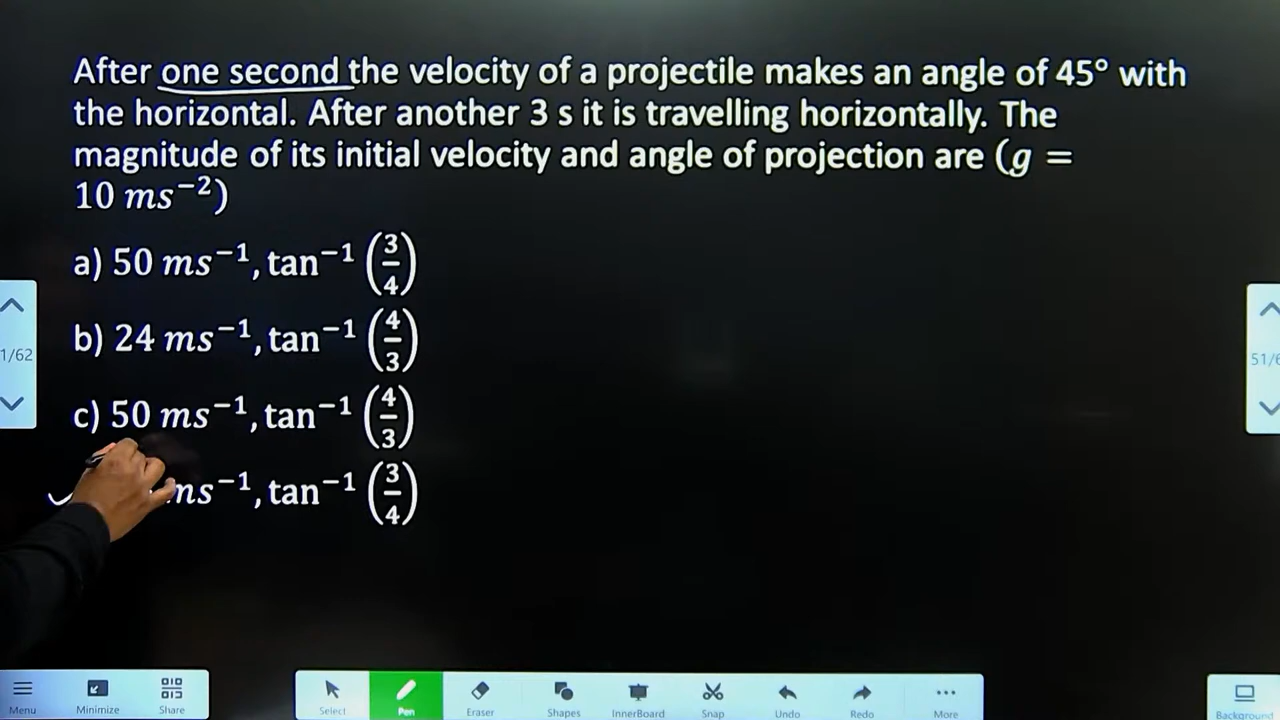 After one second the velocity of a projectile makes an angle of 45° with
the horizontal. After another 3 s it is travelling horizontally. The
magnitude of its initial velocity and angle of projection are (g =
10 ms⁻²)
a) 50 ms⁻¹, tan⁻¹ (3/4)
b) 24 ms⁻¹, tan⁻¹ (4/3)
c) 50 ms⁻¹, tan⁻¹ (4/3)
ms⁻¹, tan⁻¹ (3/4)
1/62
51/6
Menu Minimize Share Select Pen Eraser Shapes InnerBoard Snap Undo Redo More Background